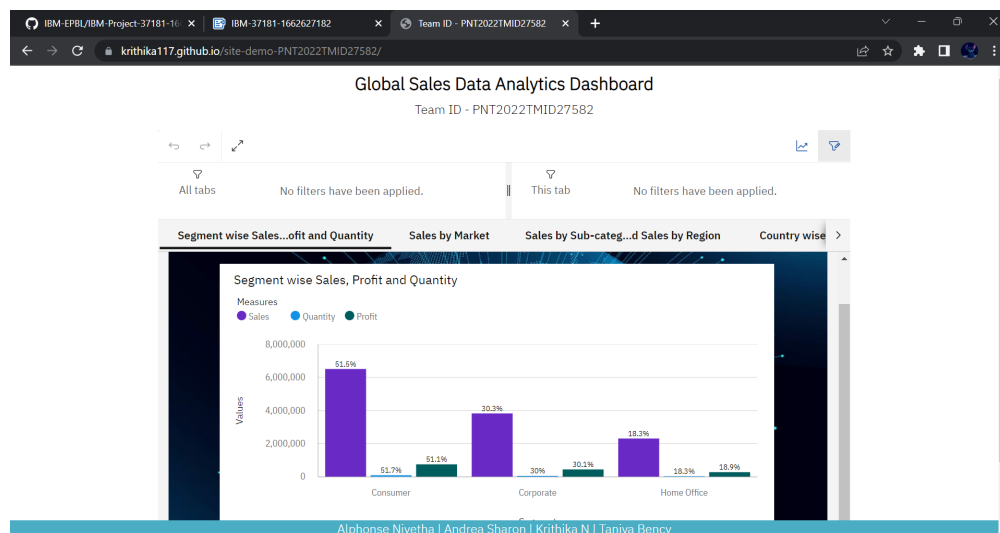 IBM-EPBL/IBM-Project-37181-16
IBM-37181-1662627182
Team ID - PNT2022TMID27582
krithika117.github.io/site-demo-PNT2022TMID27582/
Global Sales Data Analytics Dashboard
Team ID - PNT2022TMID27582
All tabs
No filters have been applied.
This tab
No filters have been applied.
Segment wise Sales...ofit and Quantity
Sales by Market
Sales by Sub-categ...d Sales by Region
Country wise
Segment wise Sales, Profit and Quantity
Measures
Sales Quantity Profit
Values
8,000,000
6,000,000
4,000,000
2,000,000
0
51.5%
51.7%
51.1%
30.3%
30%
30.1%
18.3%
18.3%
18.9%
Consumer
Corporate
Home Office
Alphonse Nivetha | Andrea Sharon | Krithika N | Taniya Bency